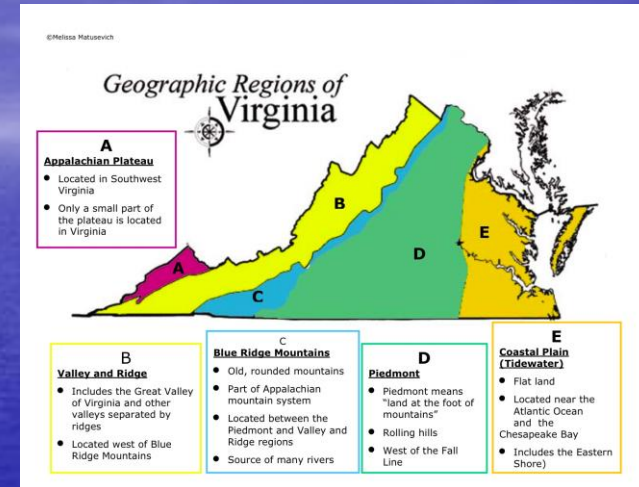 ©Melissa Matusevich
Geographic Regions of
Virginia
A
Appalachian Plateau
• Located in Southwest
Virginia
• Only a small part of
the plateau is located
in Virginia
A
B
C
D
E
B
Valley and Ridge
• Includes the Great Valley
of Virginia and other
valleys separated by
ridges
• Located west of Blue
Ridge Mountains
C
Blue Ridge Mountains
• Old, rounded mountains
• Part of Appalachian
mountain system
• Located between the
Piedmont and Valley and
Ridge regions
• Source of many rivers
D
Piedmont
• Piedmont means
"land at the foot of
mountains"
• Rolling hills
• West of the Fall
Line
E
Coastal Plain
(Tidewater)
• Flat land
• Located near the
Atlantic Ocean
and the
Chesapeake Bay
• Includes the Eastern
Shore)